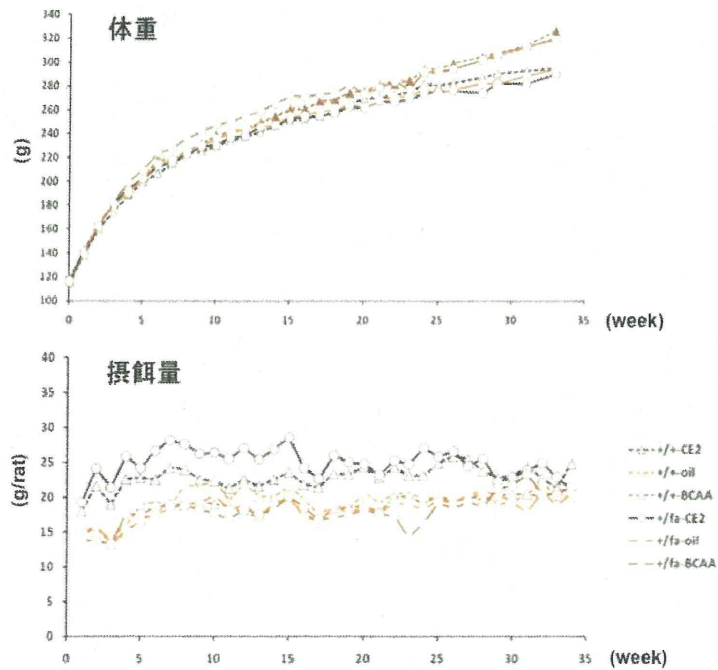 体重
340
320
300
280
260
240
220
200
180
160
140
120
100
(g)
0 5 10 15 20 25 30 35
(week)
摂餌量
40
35
30
25
20
15
10
5
0
(g/rat)
0 5 10 15 20 25 30 35
(week)
+/+-CE2
+/+-oil
+/+-BCAA
+/fa-CE2
+/fa-oil
+/fa-BCAA